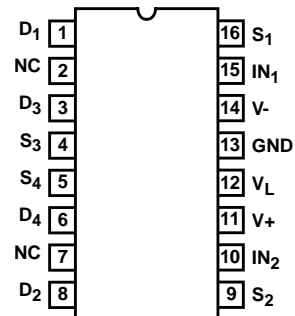 D1 1 16 S1
NC 2 15 IN1
D3 3 14 V-
S3 4 13 GND
S4 5 12 VL
D4 6 11 V+
NC 7 10 IN2
D2 8 9 S2